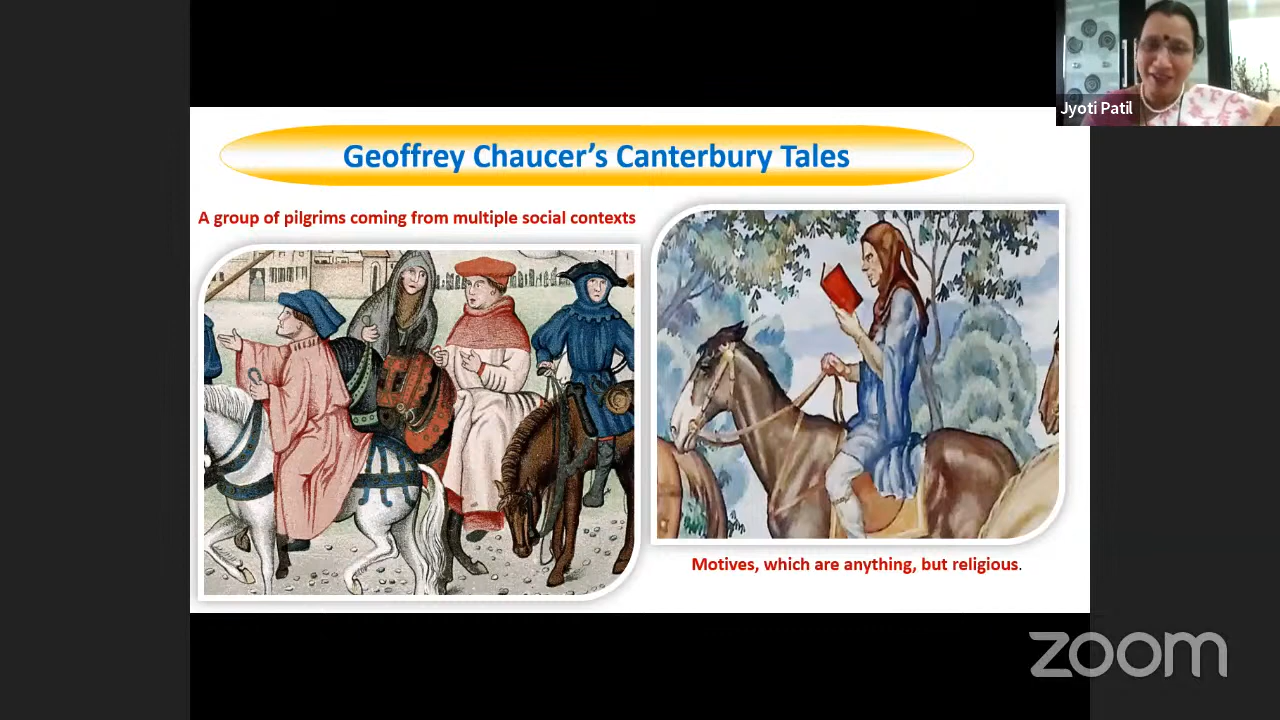 Jyoti Patil
Geoffrey Chaucer's Canterbury Tales
A group of pilgrims coming from multiple social contexts
Motives, which are anything, but religious.
zoom